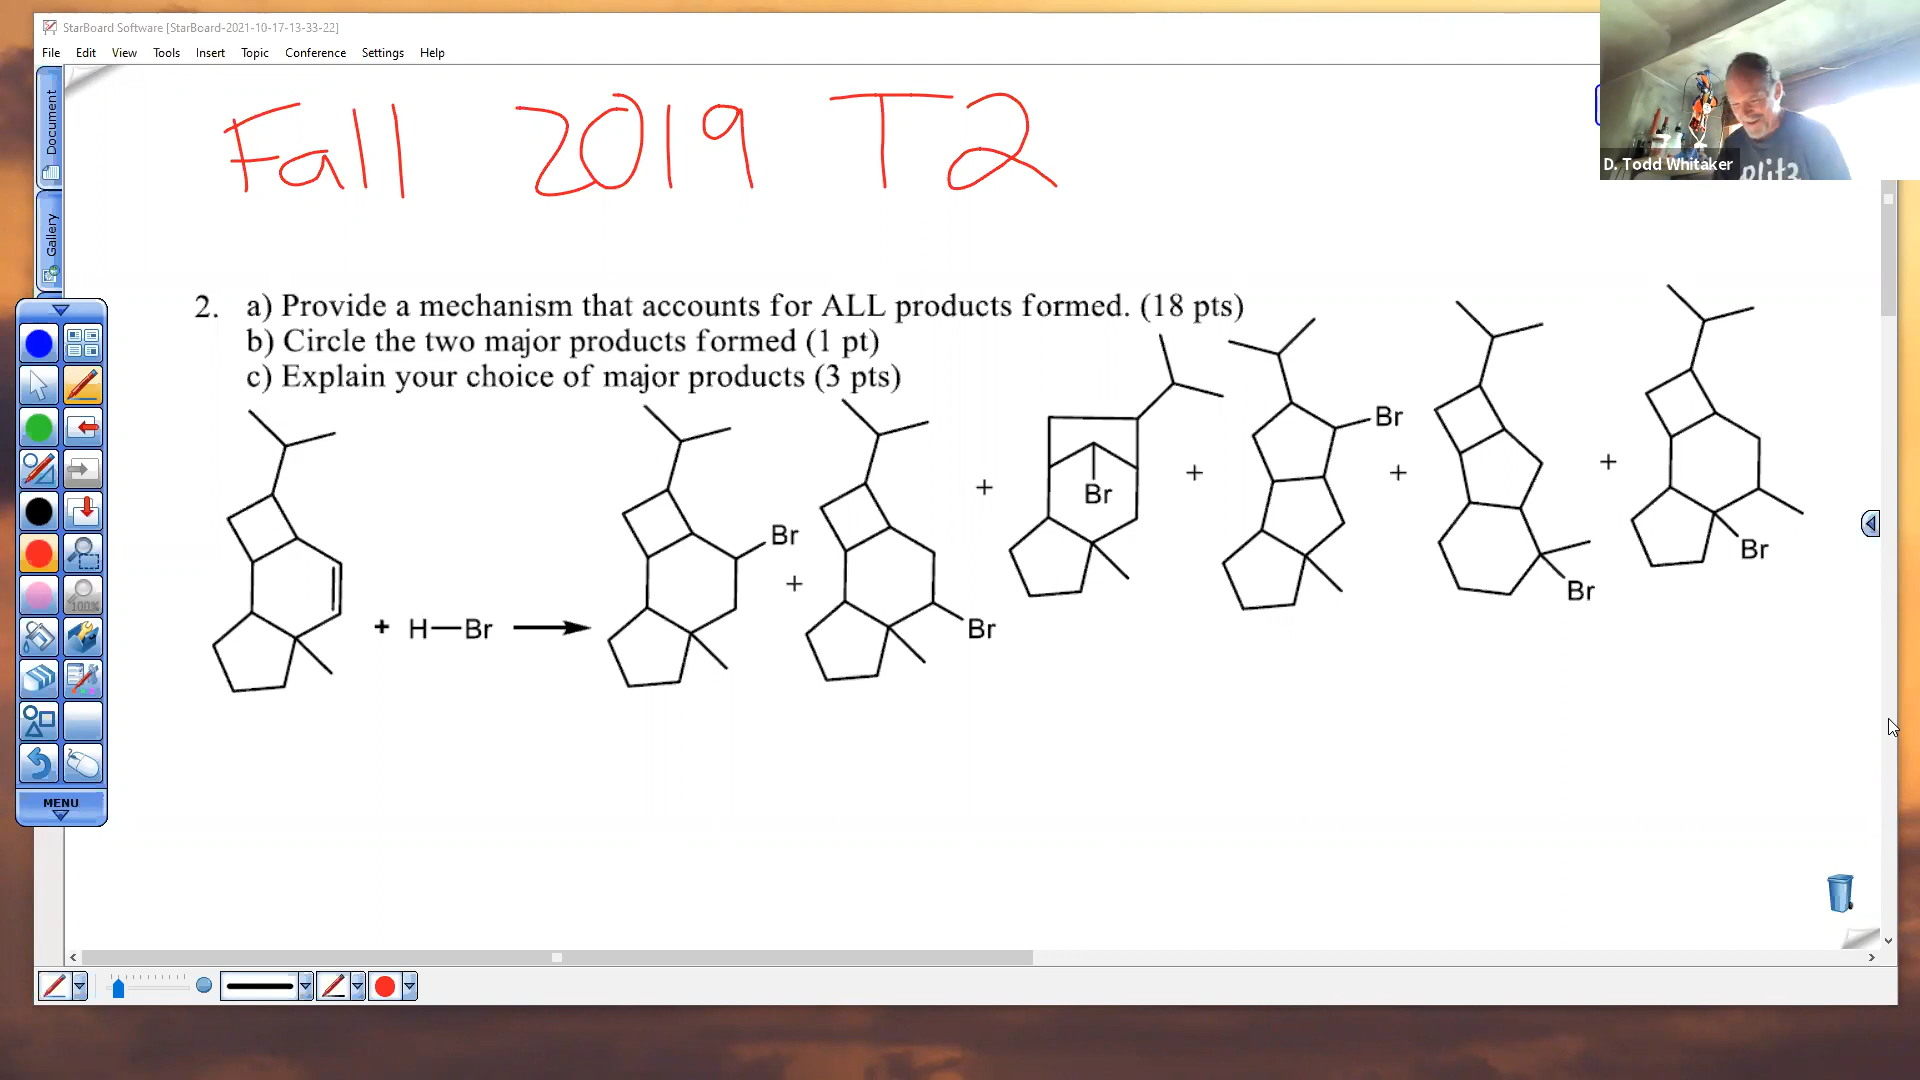 StarBoard Software [StarBoard-2021-10-17-13-33-22]
File Edit View Tools Insert Topic Conference Settings Help
Document
Gallery
Fall 2019 T2
D. Todd Whitaker
2. a) Provide a mechanism that accounts for ALL products formed. (18 pts)
b) Circle the two major products formed (1 pt)
c) Explain your choice of major products (3 pts)
+ H—Br
Br
+
Br
+
Br
+
Br
+
Br
+
Br
100%
MENU